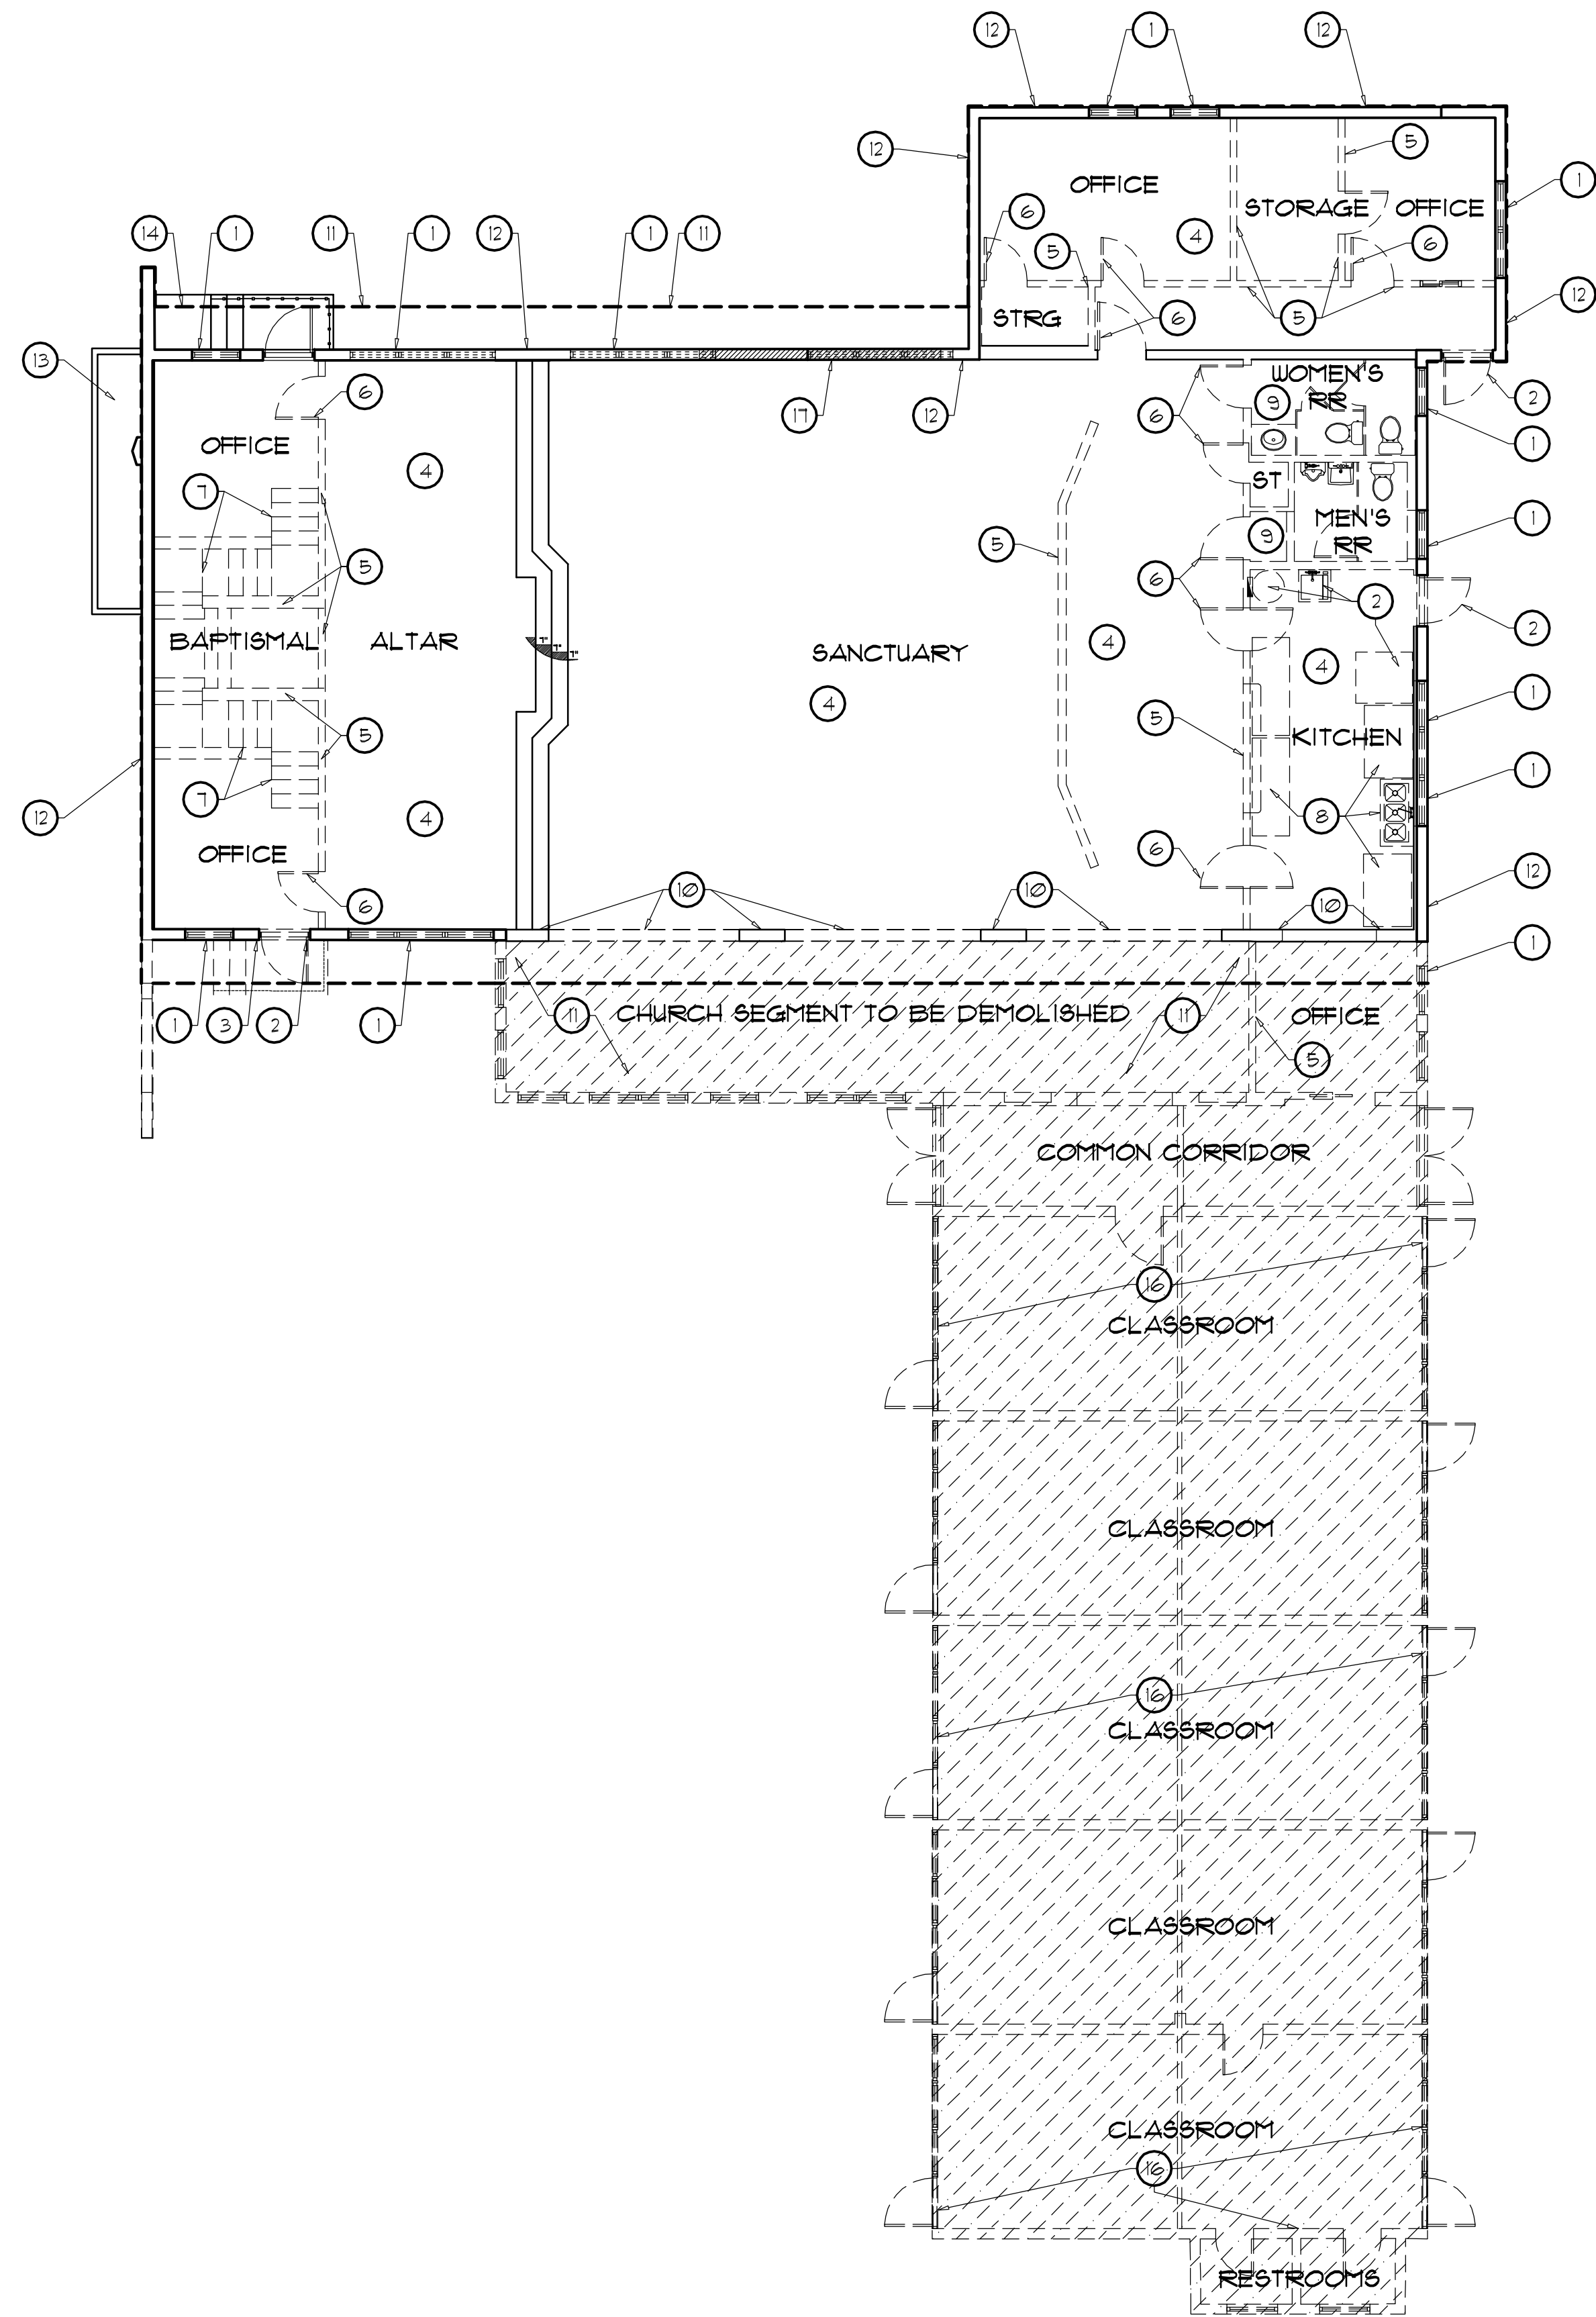 12
1
12
12
5
1
OFFICE
STORAGE
OFFICE
6
14
1
11
1
12
1
11
4
6
5
12
STRG
6
5
13
WOMEN'S
RR
6
6
9
2
17
12
1
OFFICE
4
7
ST
MEN'S
RR
1
5
9
5
6
2
2
BAPTISMAL
ALTAR
1"
1"
1"
SANCTUARY
4
4
4
1
5
5
KITCHEN
7
1
12
4
8
OFFICE
6
12
6
10
10
10
1
1
3
2
1
11
CHURCH SEGMENT TO BE DEMOLISHED
11
OFFICE
5
COMMON CORRIDOR
16
CLASSROOM
CLASSROOM
16
CLASSROOM
CLASSROOM
CLASSROOM
16
RESTROOMS